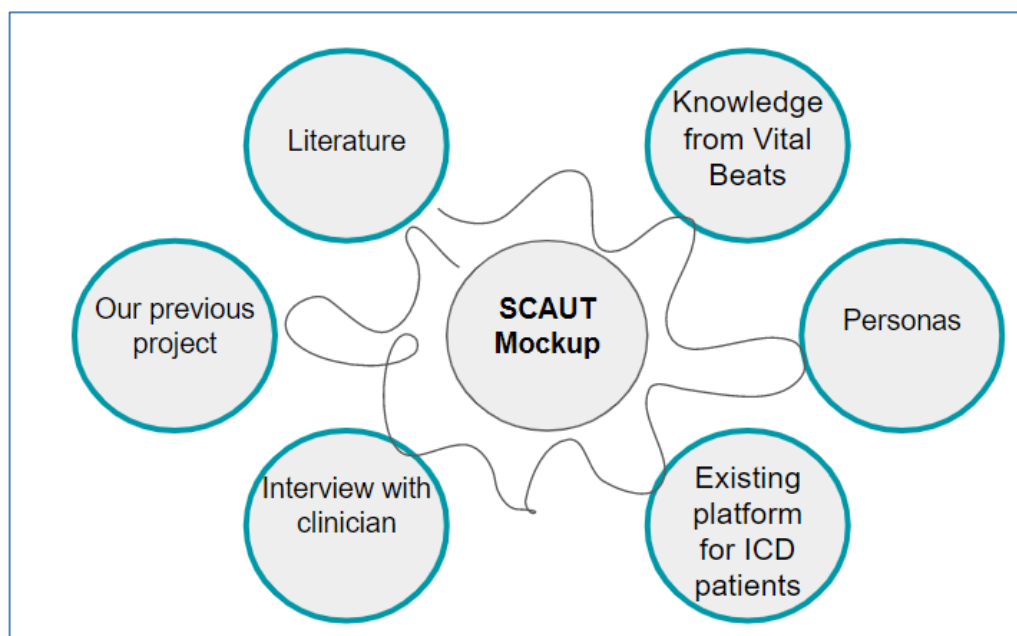 Literature
Knowledge
from Vital
Beats
Our previous
project
SCAUT
Mockup
Personas
Interview with
clinician
Existing
platform
for ICD
patients